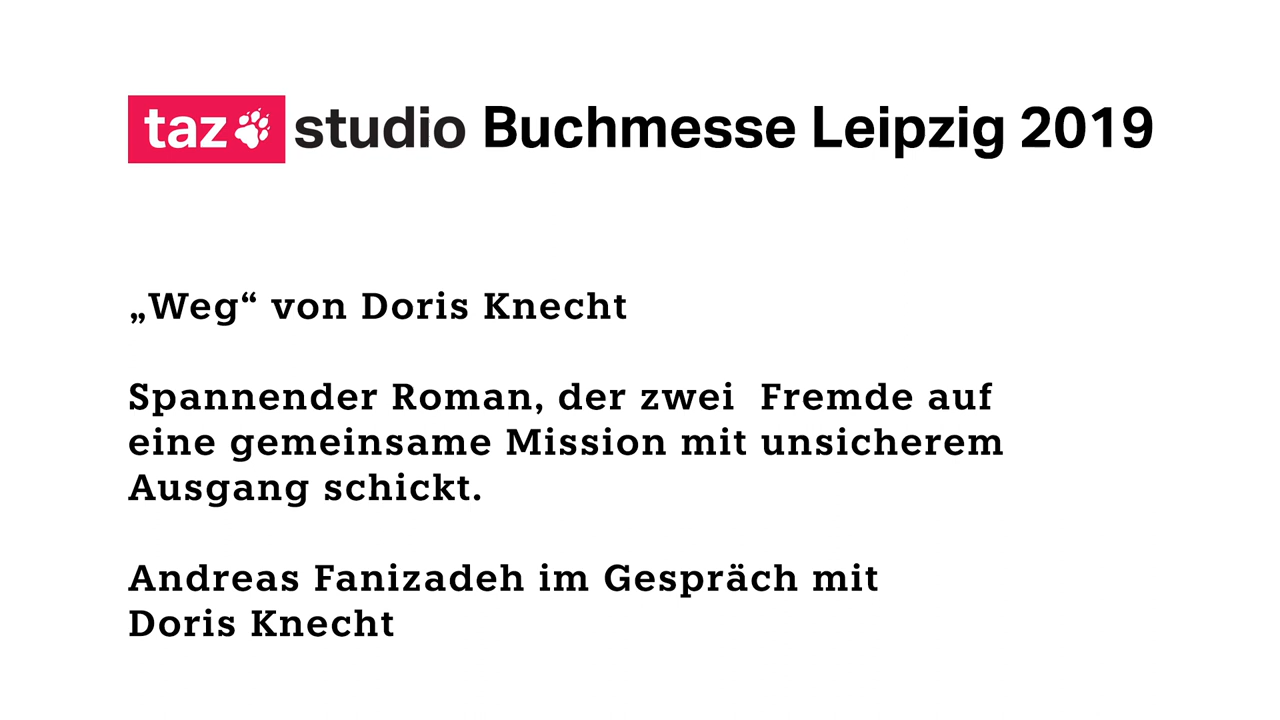 taz studio Buchmesse Leipzig 2019
„Weg“ von Doris Knecht
Spannender Roman, der zwei  Fremde auf
eine gemeinsame Mission mit unsicherem
Ausgang schickt.
Andreas Fanizadeh im Gespräch mit
Doris Knecht